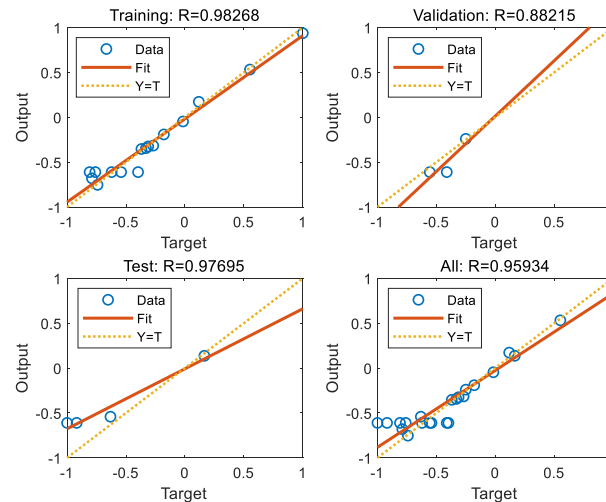 Training: R=0.98268
Data
Fit
Y=T
1
0.5
0
-0.5
-1
Output
-1
-0.5
0
0.5
1
Target
Validation: R=0.88215
Data
Fit
Y=T
1
0.5
0
-0.5
-1
Output
-1
-0.5
0
0.5
Target
Test: R=0.97695
Data
Fit
Y=T
1
0.5
0
-0.5
-1
Output
-1
-0.5
0
0.5
1
Target
All: R=0.95934
Data
Fit
Y=T
1
0.5
0
-0.5
-1
Output
-1
-0.5
0
0.5
Target